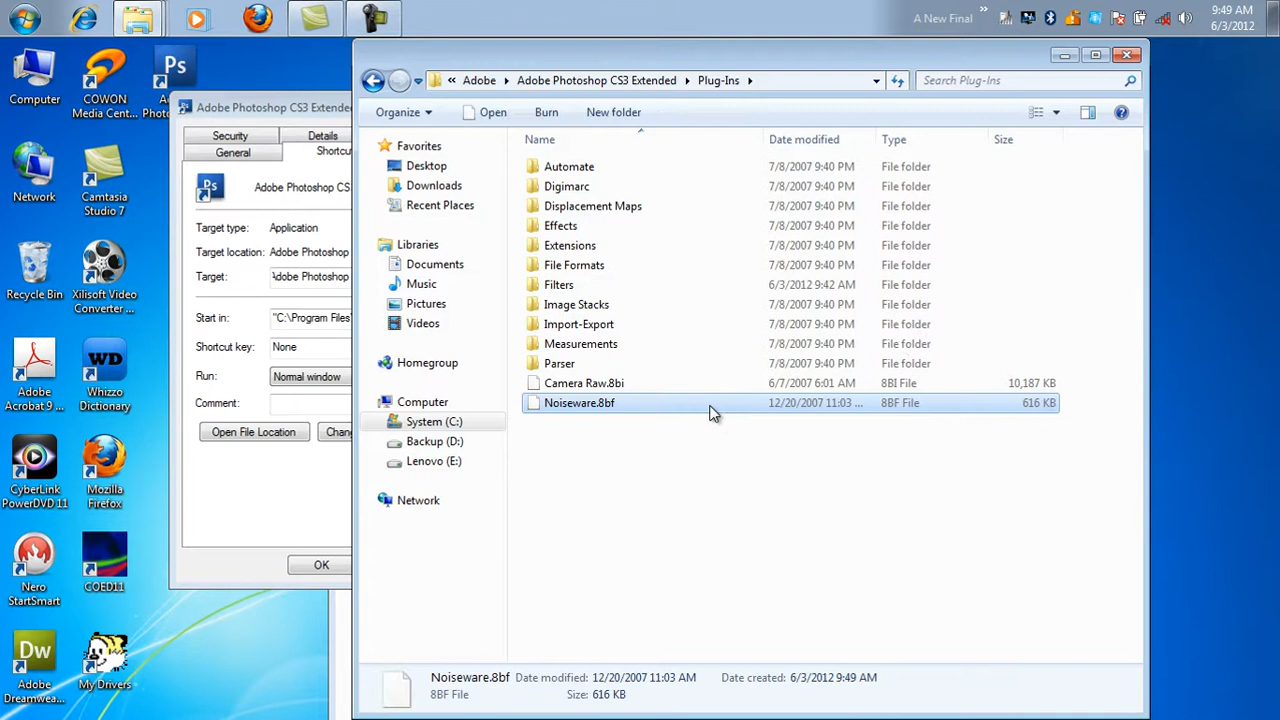 A New Final
»
9:49 AM
6/3/2012
Computer
COWON
Media Cent...
Ps
Network
Camtasia
Studio 7
Recycle Bin
Xilisoft Video
Converter ...
Adobe
Acrobat 9 ...
WD
Whizzo
Dictionary
CyberLink
PowerDVD 11
Mozilla
Firefox
Nero
StartSmart
COED11
Dw
Adobe
Dreamwea...
My Drivers
Adobe Photoshop CS3 Extended
Security
Details
General
Ps
Adobe Photoshop CS3
Target type:
Application
Target location:
Adobe Photoshop
Target:
Adobe Photoshop
Start in:
"C:\Program Files\
Shortcut key:
None
Run:
Normal window
Comment:
Open File Location
OK
« Adobe Adobe Photoshop CS3 Extended Plug-Ins
Search Plug-Ins
Organize
Open
Burn
New folder
Favorites
Desktop
Downloads
Recent Places
Libraries
Documents
Music
Pictures
Videos
Homegroup
Computer
System (C:)
Backup (D:)
Lenovo (E:)
Network
Name Date modified Type Size
Automate 7/8/2007 9:40 PM File folder
Digimarc 7/8/2007 9:40 PM File folder
Displacement Maps 7/8/2007 9:40 PM File folder
Effects 7/8/2007 9:40 PM File folder
Extensions 7/8/2007 9:40 PM File folder
File Formats 7/8/2007 9:40 PM File folder
Filters 6/3/2012 9:42 AM File folder
Image Stacks 7/8/2007 9:40 PM File folder
Import-Export 7/8/2007 9:40 PM File folder
Measurements 7/8/2007 9:40 PM File folder
Parser 7/8/2007 9:40 PM File folder
Camera Raw.8bi 6/7/2007 6:01 AM 8BI File 10,187 KB
Noiseware.8bf 12/20/2007 11:03 ... 8BF File 616 KB
Noiseware.8bf Date modified: 12/20/2007 11:03 AM Date created: 6/3/2012 9:49 AM
8BF File Size: 616 KB